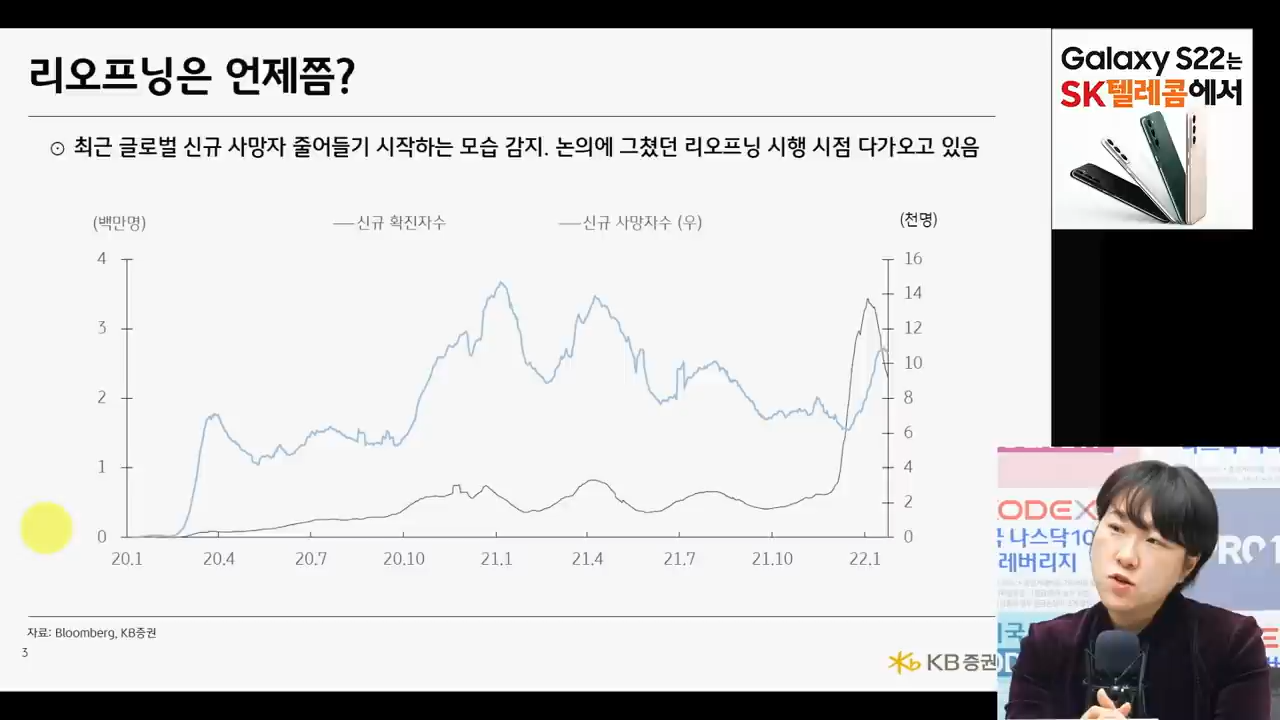 리오프닝은 언제쯤?
⊙ 최근 글로벌 신규 사망자 줄어들기 시작하는 모습 감지. 논의에 그쳤던 리오프닝 시행 시점 다가오고 있음
(백만명)
신규 확진자수
신규 사망자수 (우)
(천명)
4
3
2
1
0
16
14
12
10
8
6
4
2
0
20.1 20.4 20.7 20.10 21.1 21.4 21.7 21.10 22.1
자료: Bloomberg, KB증권
3
KB증권
Galaxy S22는
SK텔레콤에서
ODEX
나스닥10
레버리지